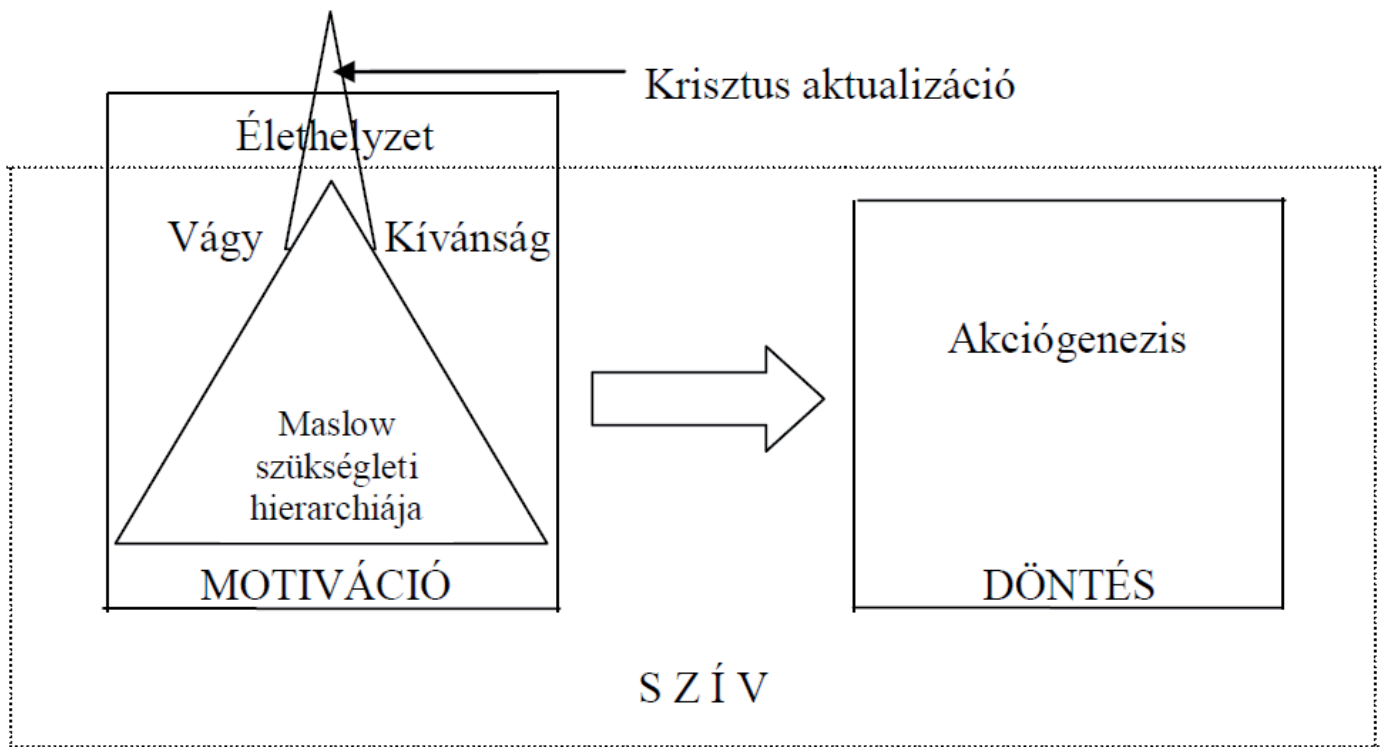 Krisztus aktualizáció
Élethelyzet
Vágy
Kívánság
Maslow
szükségleti
hierarchiája
MOTIVÁCIÓ
Akciógenezis
DÖNTÉS
S Z Í V